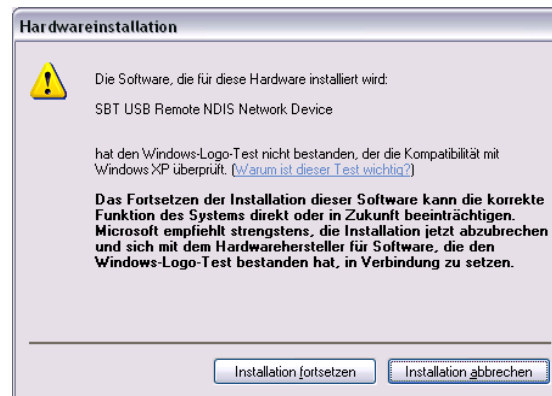 Hardwareinstallation
Die Software, die für diese Hardware installiert wird:
SBT USB Remote NDIS Network Device
hat den Windows-Logo-Test nicht bestanden, der die Kompatibilität mit
Windows XP überprüft. (Warum ist dieser Test wichtig?)
Das Fortsetzen der Installation dieser Software kann die korrekte
Funktion des Systems direkt oder in Zukunft beeinträchtigen.
Microsoft empfiehlt strengstens, die Installation jetzt abzubrechen
und sich mit dem Hardwarehersteller für Software, die den
Windows-Logo-Test bestanden hat, in Verbindung zu setzen.
Installation fortsetzen Installation abbrechen